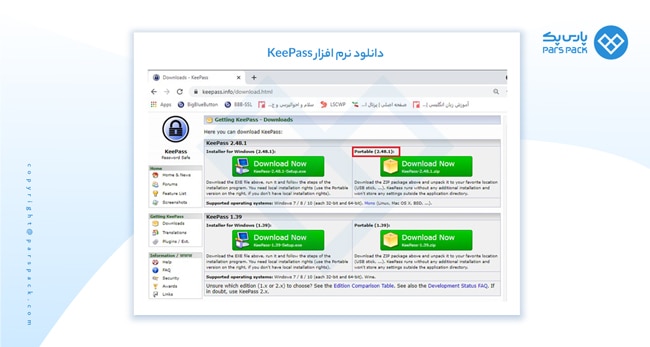 پارس پک
PARS PACK
دانلود نرم افزار KeePass
Downloads - KeePass
keepass.info/download.html
Apps
BigBlueButton
BBB-SSL
سلام و احوالپرسی و ج...
LSCWP
صفحه اصلی | پرتال ا...
آموزش زبان انگلیسی | ...
KeePass
Password Safe
Home
Home & News
Forums
Feature List
Screenshots
Getting KeePass
Downloads
Translations
Plugins / Ext.
Information / WWW
Help
FAQ
Security
Awards
Links
Getting KeePass - Downloads
Here you can download KeePass:
KeePass 2.48.1
Installer for Windows (2.48.1):
Download Now
KeePass-2.48.1-Setup.exe
Download the EXE file above, run it and follow the steps of the
installation program. You need local installation rights (use the Portable
version on the right, if you don't have local installation rights).
Portable (2.48.1):
Download Now
KeePass-2.48.1.zip
Download the ZIP package above and unpack it to your favorite location
(USB stick, ...). KeePass runs without any additional installation and
won't store any settings outside the application directory.
Supported operating systems: Windows 7 / 8 / 10 (each 32-bit and 64-bit), Mono (Linux, Mac OS X, BSD, ...).
KeePass 1.39
Installer for Windows (1.39):
Download Now
KeePass-1.39-Setup.exe
Download the EXE file above, run it and follow the steps of the
installation program. You need local installation rights (use the Portable
version on the right, if you don't have local installation rights).
Portable (1.39):
Download Now
KeePass-1.39.zip
Download the ZIP package above and unpack it to your favorite location
(USB stick, ...). KeePass runs without any additional installation and
won't store any settings outside the application directory.
Supported operating systems: Windows 7 / 8 / 10 (each 32-bit and 64-bit), Wine.
Unsure which edition (1.x or 2.x) to choose? See the Edition Comparison Table. See also the Development Status FAQ. If
in doubt, use KeePass 2.x.
copyright@parspack.com